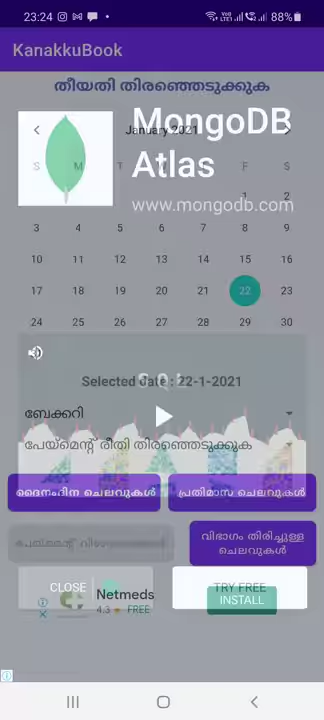 23:24 88%
KanakkuBook
തീയതി തിരഞ്ഞെടുക്കുക
MongoDB
Atlas
www.mongodb.com
January 2021
S M T F S
1 2
3 4 5 6 7 8 9
10 11 12 13 14 15 16
17 18 19 20 21 22 23
24 25 26 27 28 29 30
SQL
Selected date : 22-1-2021
ബേക്കറി
പേയ്മെന്റ് രീതി തിരഞ്ഞെടുക്കുക
ദൈനംദിന ചെലവുകൾ
പ്രതിമാസ ചെലവുകൾ
വിഭാഗം തിരിച്ചുള്ള
ചെലവുകൾ
CLOSE
TRY FREE
Netmeds
4.3 ★ FREE
INSTALL